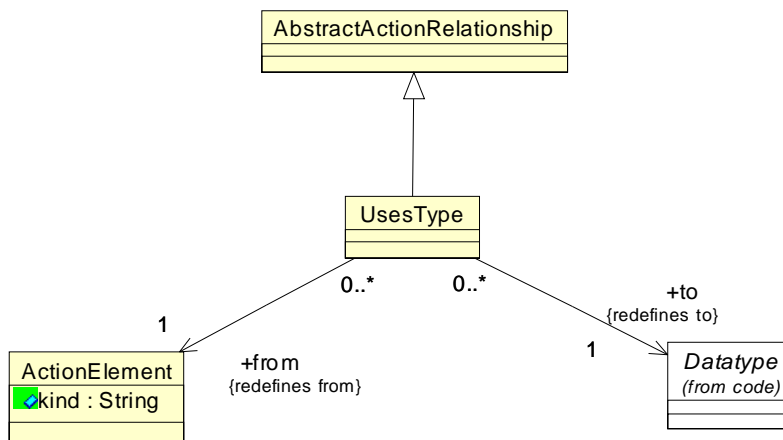 AbstractActionRelationship
UsesType
0..*
0..*
+to
{redefines to}
1
1
+from
{redefines from}
ActionElement
kind : String
Datatype
(from code)